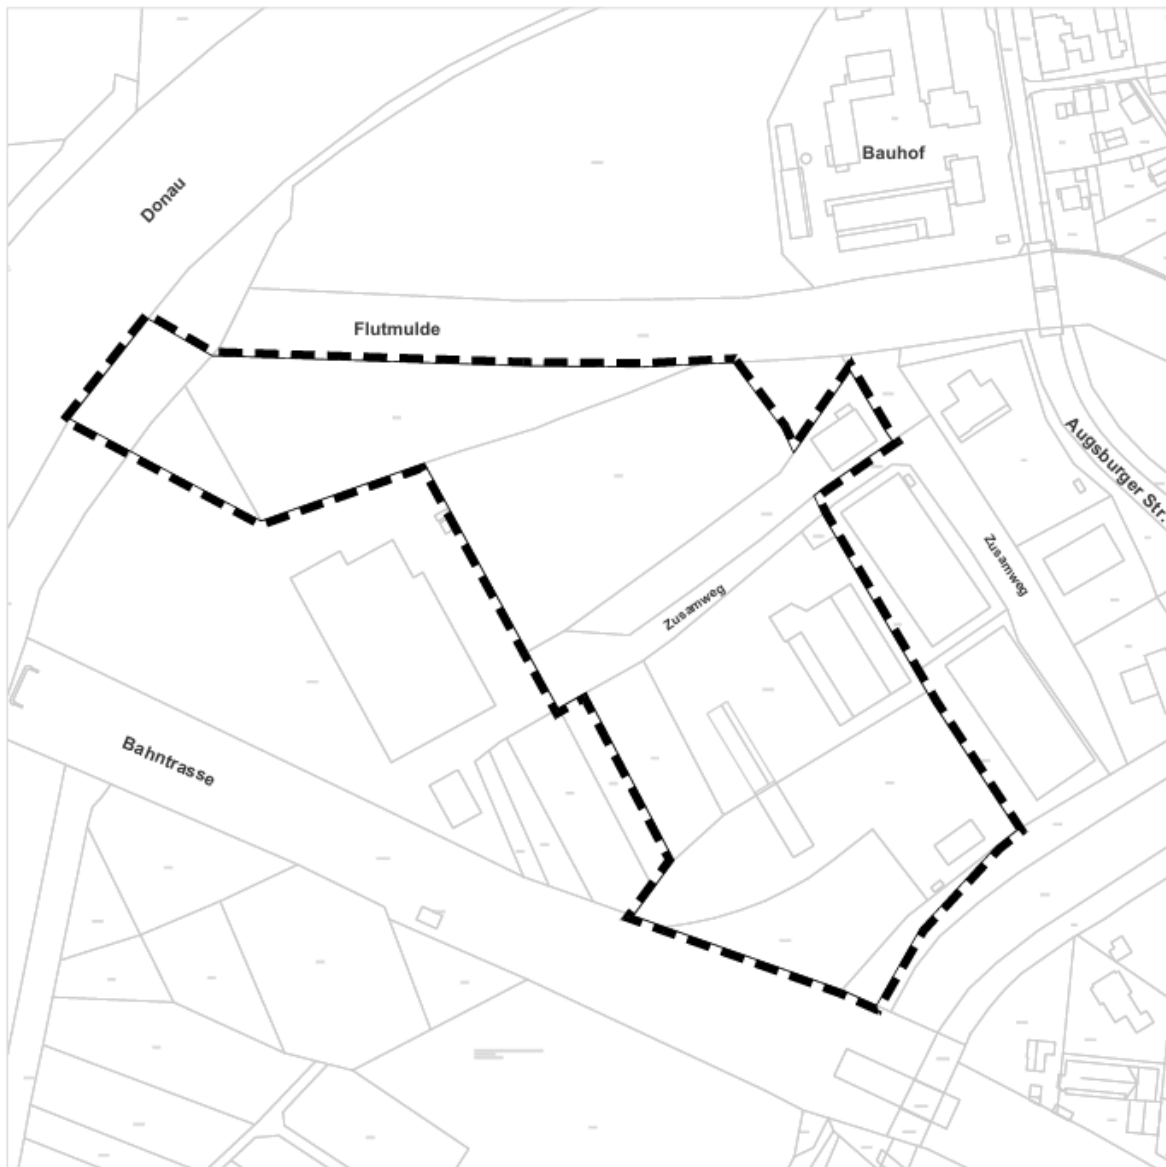 Bauhof
Donau
Flutmulde
Augsburger Str.
Zusamweg
Zusamweg
Bahntrasse